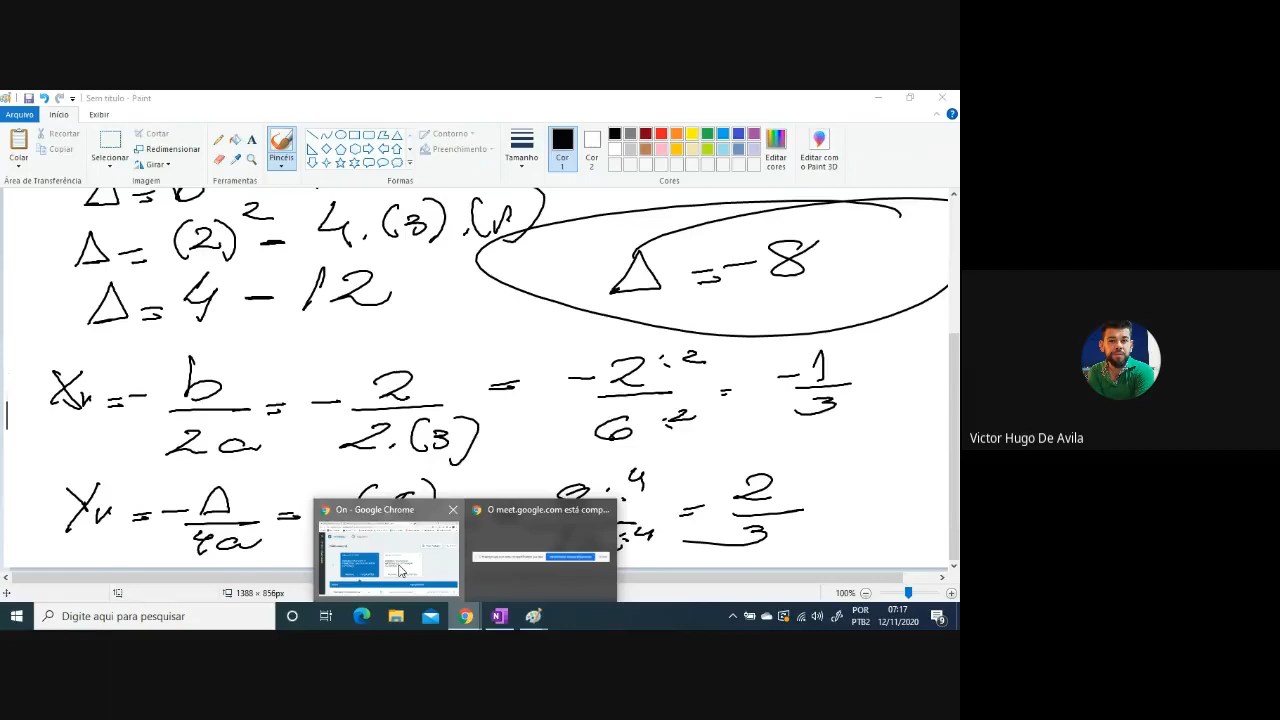 Sem título - Paint
Arquivo Início Exibir
Colar
Recortar
Copiar
Área de Transferência
Selecionar
Cortar
Redimensionar
Girar
Imagem
Ferramentas
Pincéis
Contorno
Preenchimento
Formas
Tamanho
Cor 1
Cor 2
Editar cores
Editar com o Paint 3D
Cores
Δ = (2)² - 4.(3).(1)
Δ = -8
Δ = 4 - 12
Xv = - b/2a = - 2/2.(3) = -2:2/6:2 = -1/3
Yv = -Δ/4a = = 2/3
Victor Hugo De Avila
On - Google Chrome
O meet.google.com está comp...
1388 × 856px
100%
Digite aqui para pesquisar
POR
PTB2
07:17
12/11/2020
9